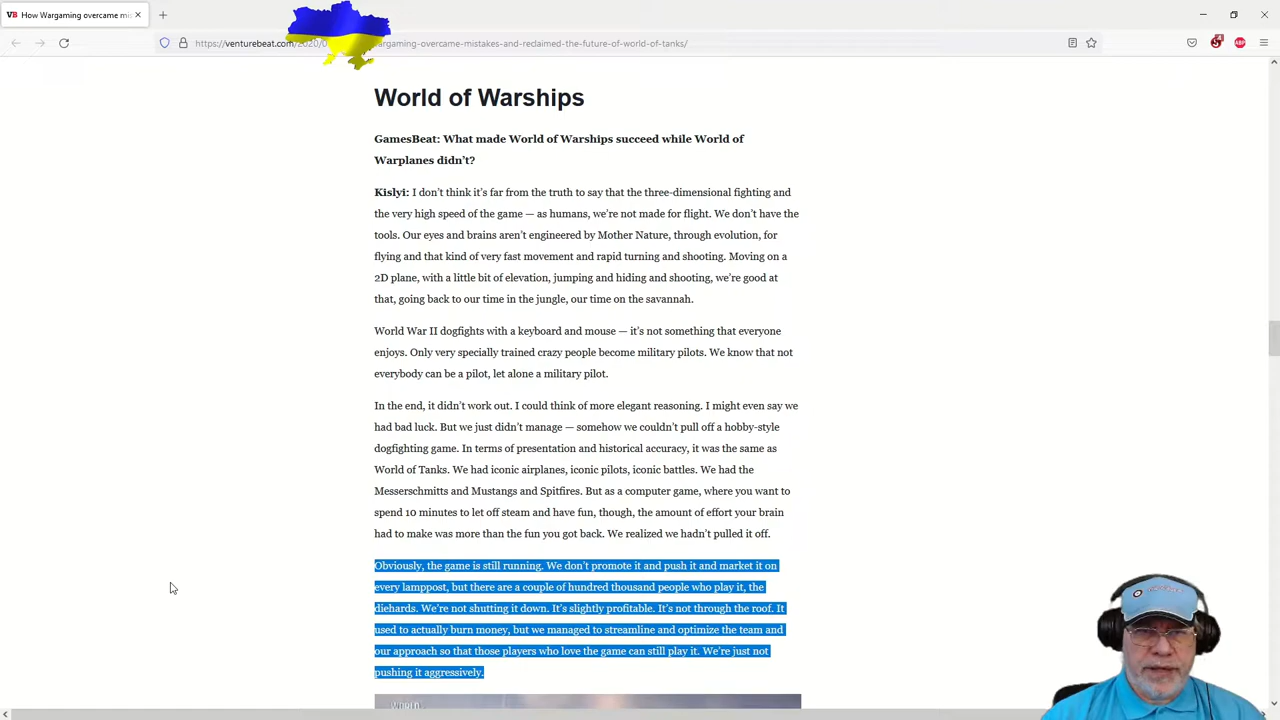 VB How Wargaming overcame mis
https://venturebeat.com/2020/0 argaming-overcame-mistakes-and-reclaimed-the-future-of-world-of-tanks/
ABP
World of Warships
GamesBeat: What made World of Warships succeed while World of
Warplanes didn't?
Kislyi: I don't think it's far from the truth to say that the three-dimensional fighting and
the very high speed of the game — as humans, we're not made for flight. We don't have the
tools. Our eyes and brains aren't engineered by Mother Nature, through evolution, for
flying and that kind of very fast movement and rapid turning and shooting. Moving on a
2D plane, with a little bit of elevation, jumping and hiding and shooting, we're good at
that, going back to our time in the jungle, our time on the savannah.
World War II dogfights with a keyboard and mouse — it's not something that everyone
enjoys. Only very specially trained crazy people become military pilots. We know that not
everybody can be a pilot, let alone a military pilot.
In the end, it didn't work out. I could think of more elegant reasoning. I might even say we
had bad luck. But we just didn't manage — somehow we couldn't pull off a hobby-style
dogfighting game. In terms of presentation and historical accuracy, it was the same as
World of Tanks. We had iconic airplanes, iconic pilots, iconic battles. We had the
Messerschmitts and Mustangs and Spitfires. But as a computer game, where you want to
spend 10 minutes to let off steam and have fun, though, the amount of effort your brain
had to make was more than the fun you got back. We realized we hadn't pulled it off.
Obviously, the game is still running. We don't promote it and push it and market it on
every lamppost, but there are a couple of hundred thousand people who play it, the
diehards. We're not shutting it down. It's slightly profitable. It's not through the roof. It
used to actually burn money, but we managed to streamline and optimize the team and
our approach so that those players who love the game can still play it. We're just not
pushing it aggressively.
WORLD